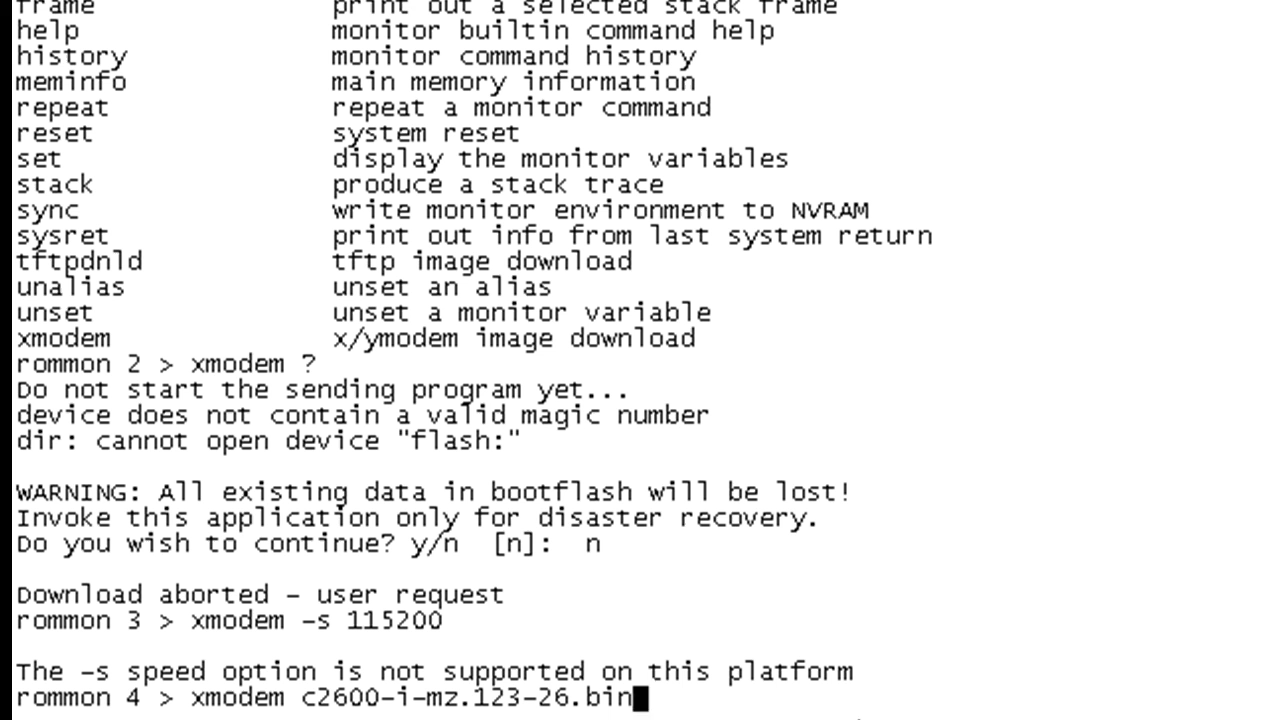 frame print out a selected stack frame
help monitor builtin command help
history monitor command history
meminfo main memory information
repeat repeat a monitor command
reset system reset
set display the monitor variables
stack produce a stack trace
sync write monitor environment to NVRAM
sysret print out info from last system return
tftpdnld tftp image download
unalias unset an alias
unset unset a monitor variable
xmodem x/ymodem image download
rommon 2 > xmodem ?
Do not start the sending program yet...
device does not contain a valid magic number
dir: cannot open device "flash:"
WARNING: All existing data in bootflash will be lost!
Invoke this application only for disaster recovery.
Do you wish to continue? y/n [n]: n
Download aborted - user request
rommon 3 > xmodem -s 115200
The -s speed option is not supported on this platform
rommon 4 > xmodem c2600-i-mz.123-26.bin